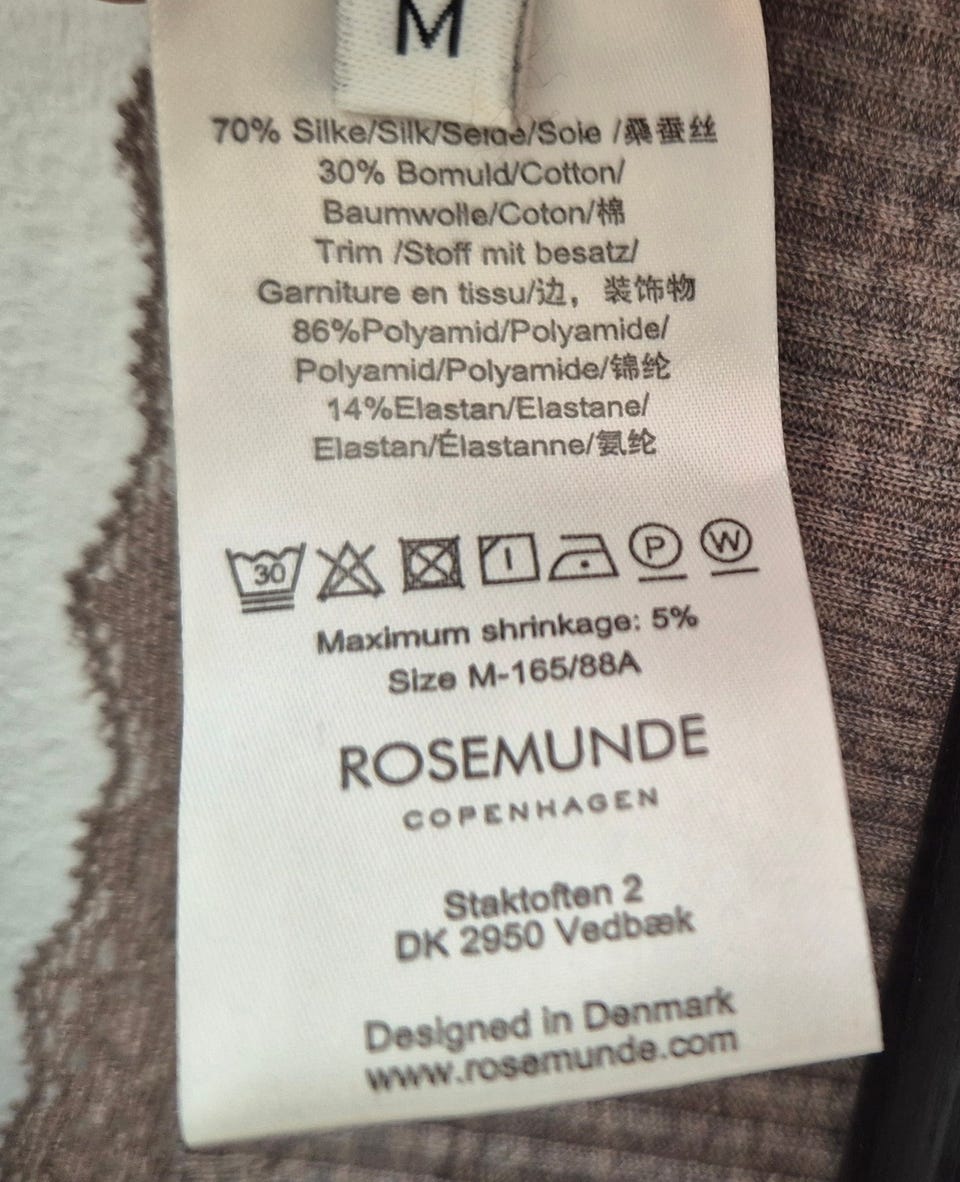 M
70% Silke/Silk/Seide/Soie /桑蚕丝
30% Bomuld/Cotton/
Baumwolle/Coton/棉
Trim /Stoff mit besatz/
Garniture en tissu/边，装饰物
86%Polyamid/Polyamide/
Polyamid/Polyamide/锦纶
14%Elastan/Elastane/
Elastan/Élastanne/氨纶
30 P W
Maximum shrinkage: 5%
Size M-165/88A
ROSEMUNDE
COPENHAGEN
Staktoften 2
DK 2950 Vedbæk
Designed in Denmark
www.rosemunde.com